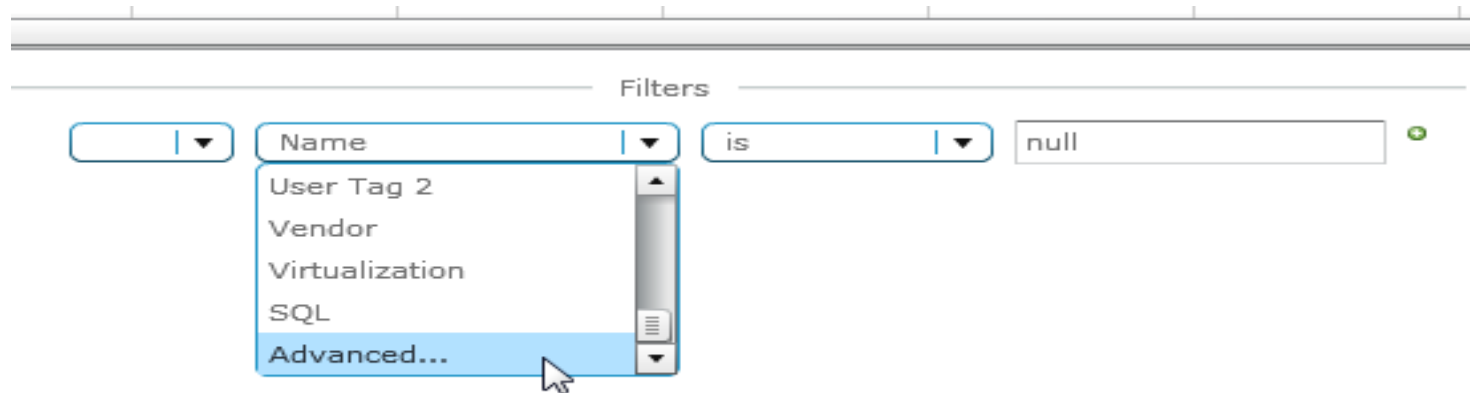 Filters
Name is null
User Tag 2
Vendor
Virtualization
SQL
Advanced...